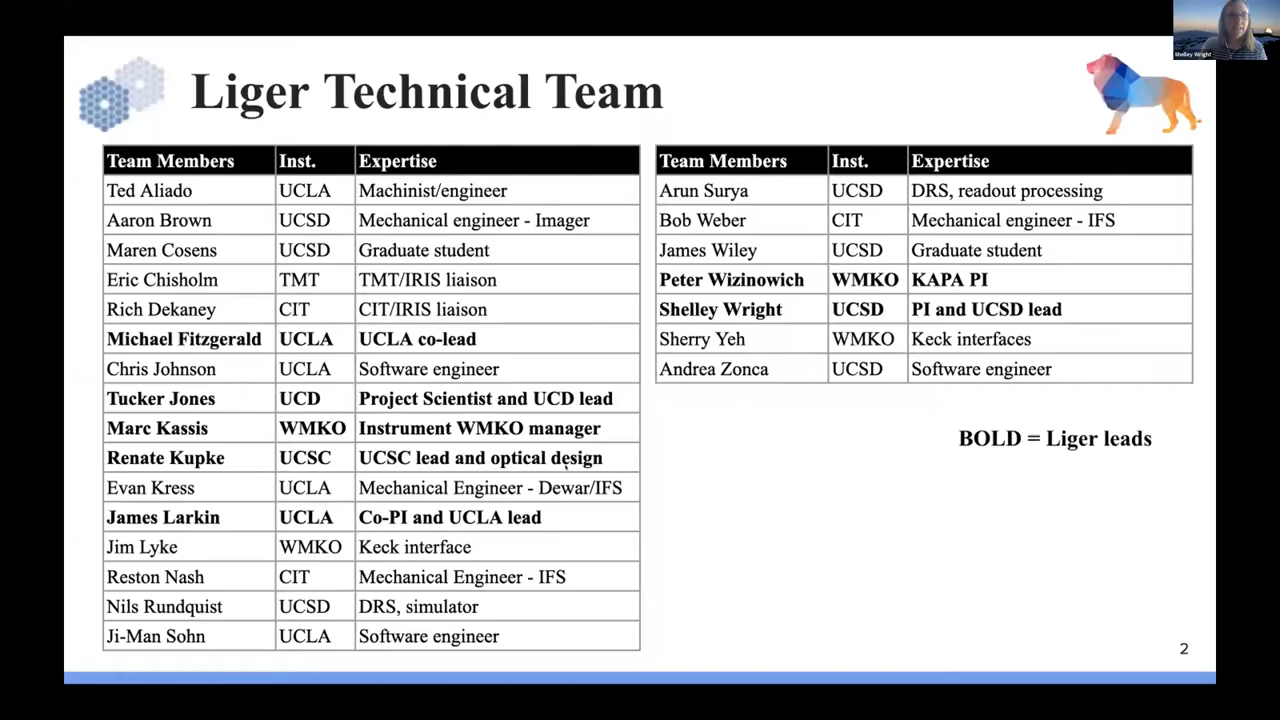 Liger Technical Team
Team Members Inst. Expertise
Ted Aliado UCLA Machinist/engineer
Aaron Brown UCSD Mechanical engineer - Imager
Maren Cosens UCSD Graduate student
Eric Chisholm TMT TMT/IRIS liaison
Rich Dekaney CIT CIT/IRIS liaison
Michael Fitzgerald UCLA UCLA co-lead
Chris Johnson UCLA Software engineer
Tucker Jones UCD Project Scientist and UCD lead
Marc Kassis WMKO Instrument WMKO manager
Renate Kupke UCSC UCSC lead and optical design
Evan Kress UCLA Mechanical Engineer - Dewar/IFS
James Larkin UCLA Co-PI and UCLA lead
Jim Lyke WMKO Keck interface
Reston Nash CIT Mechanical Engineer - IFS
Nils Rundquist UCSD DRS, simulator
Ji-Man Sohn UCLA Software engineer
Team Members Inst. Expertise
Arun Surya UCSD DRS, readout processing
Bob Weber CIT Mechanical engineer - IFS
James Wiley UCSD Graduate student
Peter Wizinowich WMKO KAPA PI
Shelley Wright UCSD PI and UCSD lead
Sherry Yeh WMKO Keck interfaces
Andrea Zonca UCSD Software engineer
BOLD = Liger leads
2
Shelley Wright